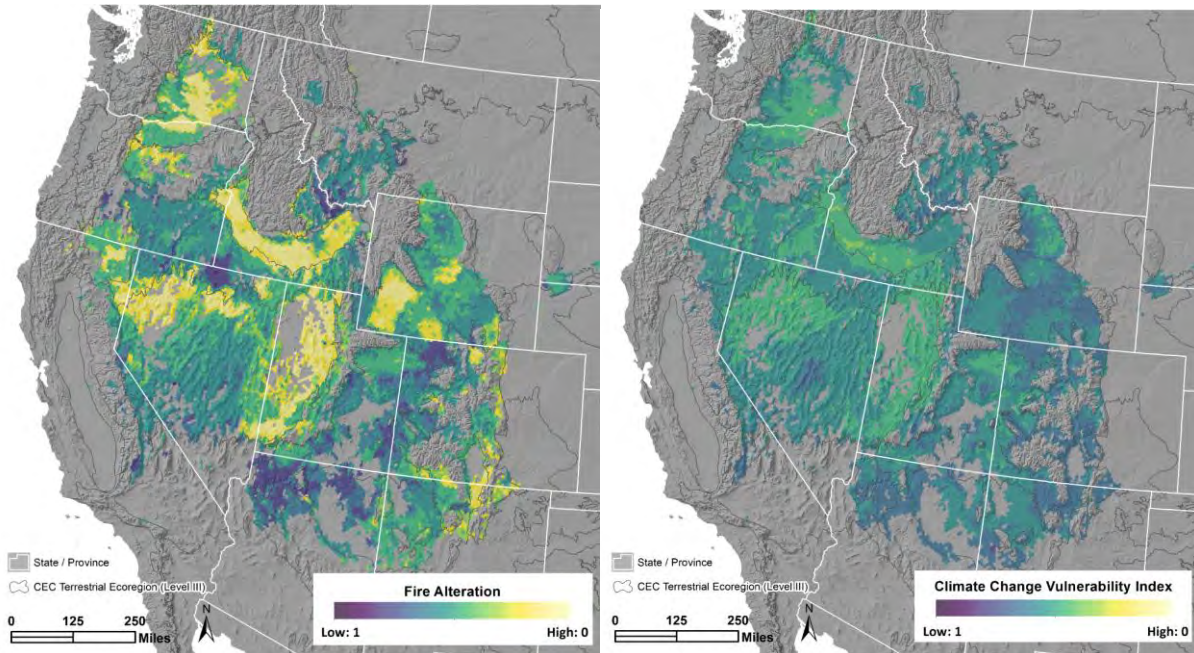 State / Province
CEC Terrestrial Ecoregion (Level III)
0 125 250
Miles
N
Fire Alteration
Low: 1 High: 0
State / Province
CEC Terrestrial Ecoregion (Level III)
0 125 250
Miles
N
Climate Change Vulnerability Index
Low: 1 High: 0